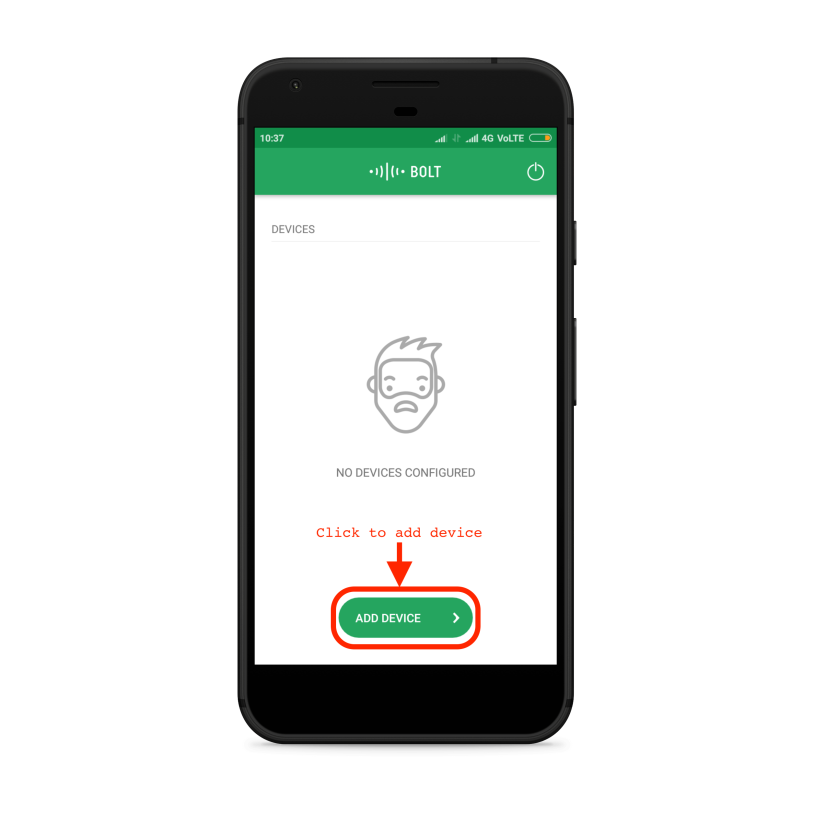 10:37
4G VoLTE
BOLT
DEVICES
NO DEVICES CONFIGURED
Click to add device
ADD DEVICE